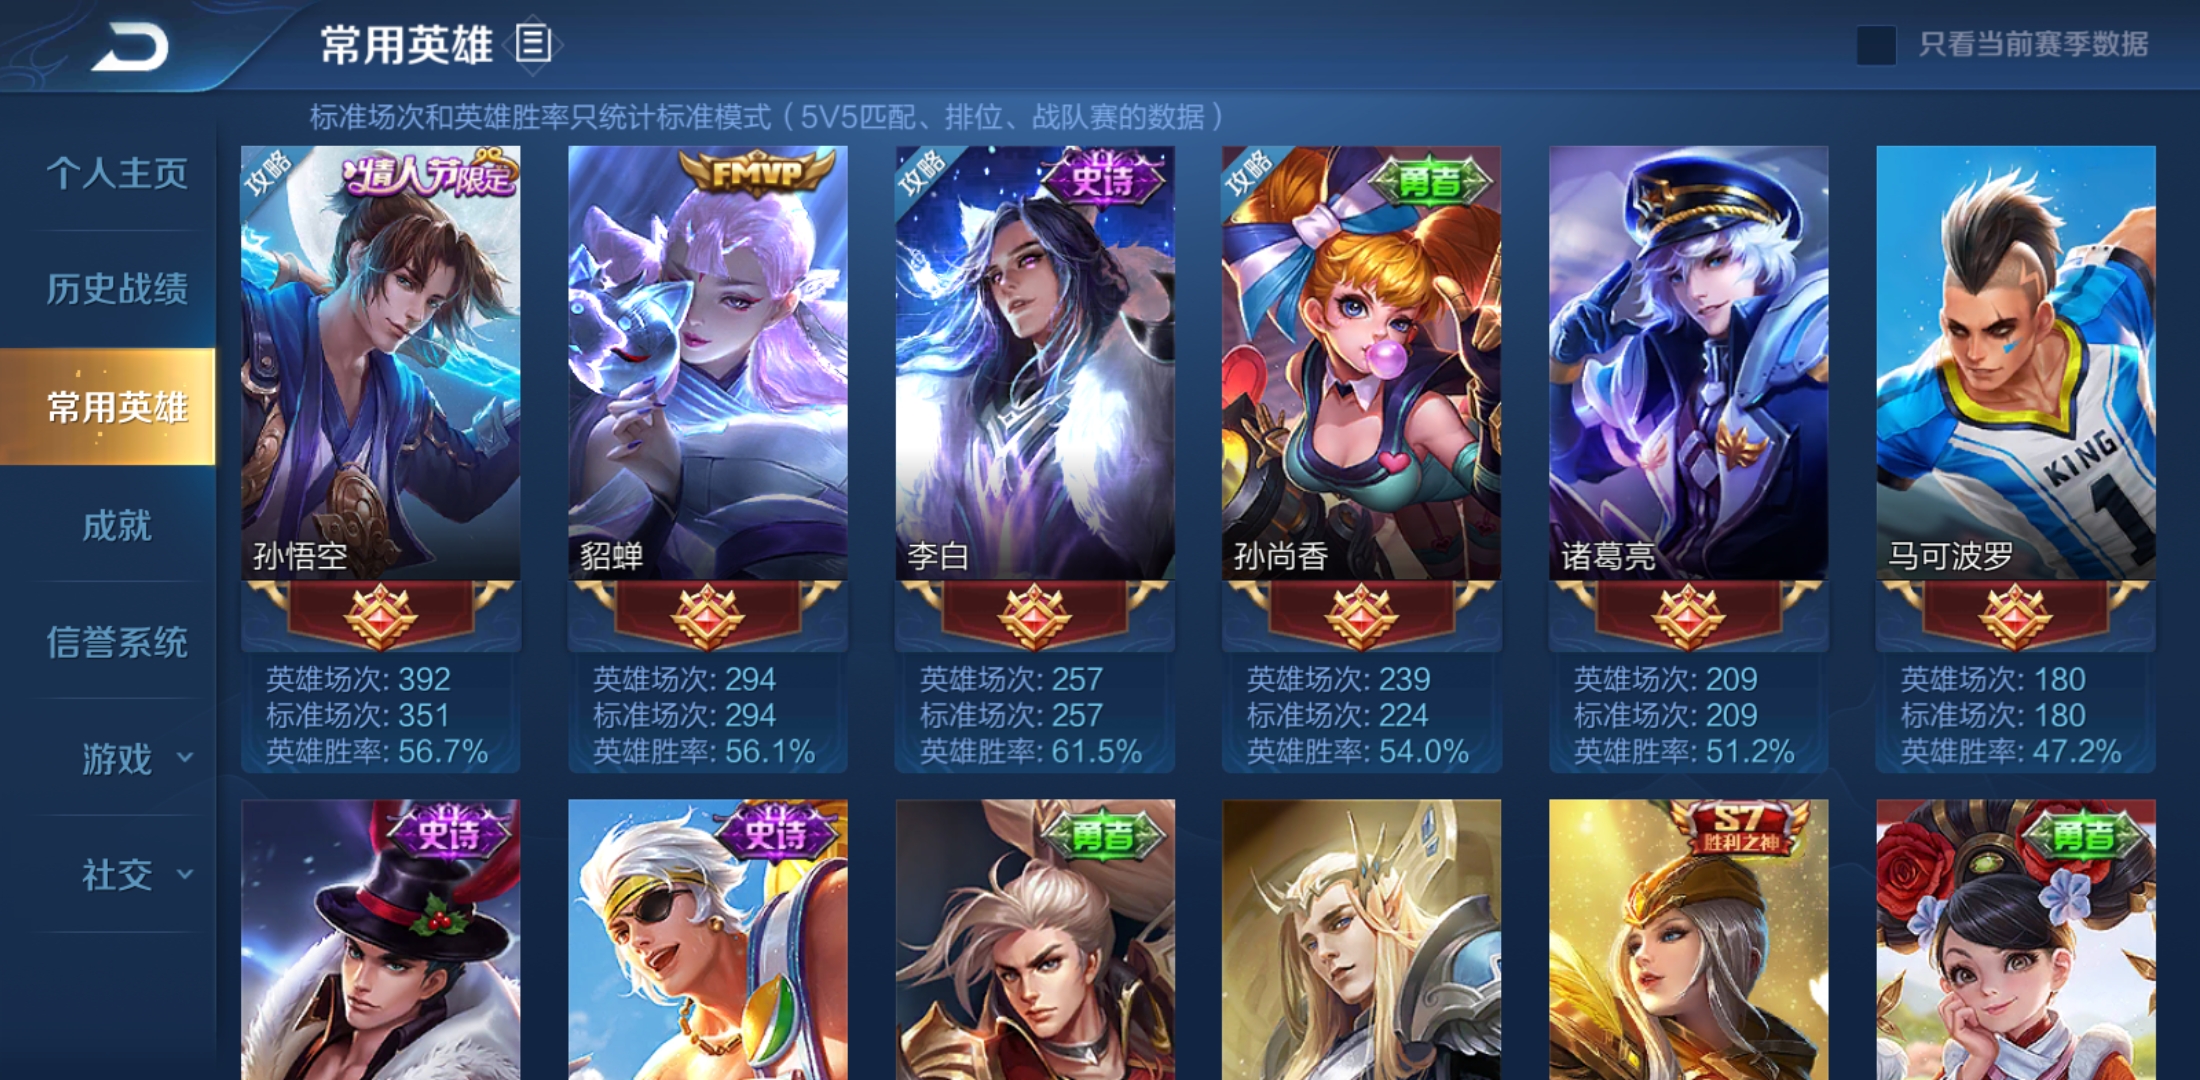 常用英雄
只看当前赛季数据
标准场次和英雄胜率只统计标准模式（5V5匹配、排位、战队赛的数据）
个人主页
历史战绩
常用英雄
成就
信誉系统
游戏
社交
攻略
情人节限定
孙悟空
英雄场次: 392
标准场次: 351
英雄胜率: 56.7%
FMVP
貂蝉
英雄场次: 294
标准场次: 294
英雄胜率: 56.1%
攻略
史诗
李白
英雄场次: 257
标准场次: 257
英雄胜率: 61.5%
攻略
勇者
孙尚香
英雄场次: 239
标准场次: 224
英雄胜率: 54.0%
诸葛亮
英雄场次: 209
标准场次: 209
英雄胜率: 51.2%
KING
1
马可波罗
英雄场次: 180
标准场次: 180
英雄胜率: 47.2%
史诗
史诗
勇者
S7
胜利之神
勇者